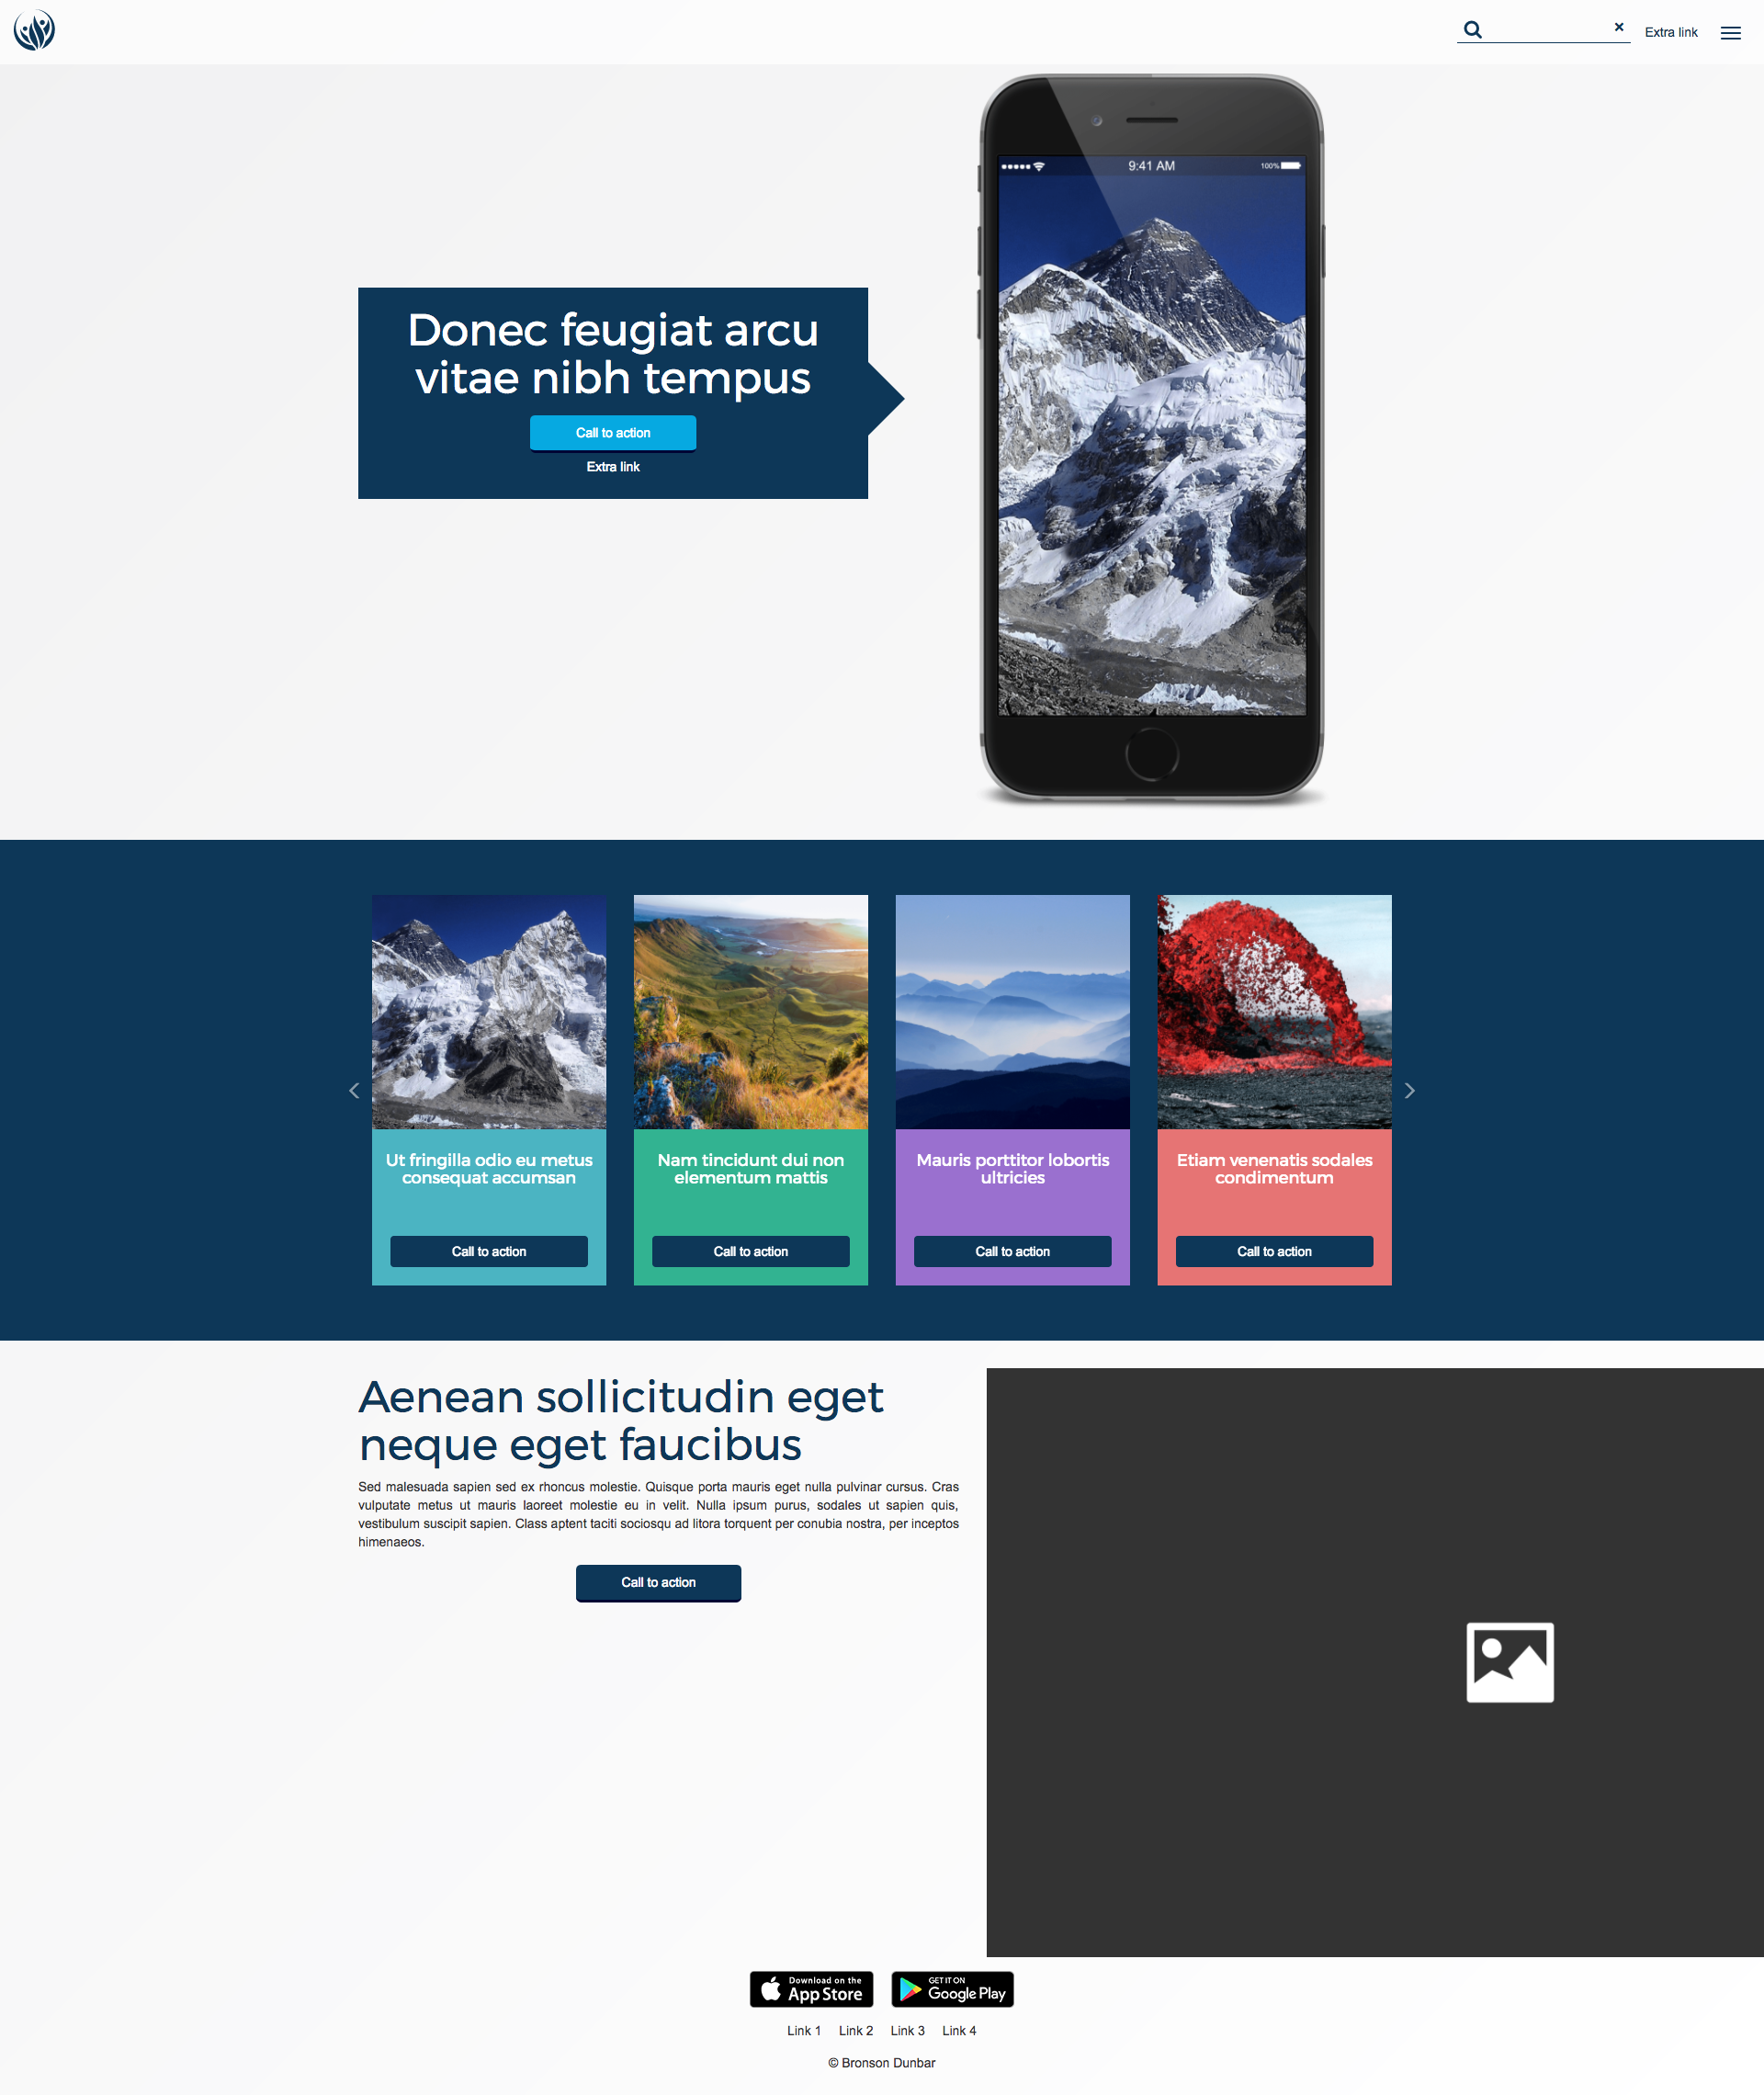 Extra link
9:41 AM
100%
Donec feugiat arcu
vitae nibh tempus
Call to action
Extra link
Ut fringilla odio eu metus
consequat accumsan
Call to action
Nam tincidunt dui non
elementum mattis
Call to action
Mauris porttitor lobortis
ultricies
Call to action
Etiam venenatis sodales
condimentum
Call to action
Aenean sollicitudin eget
neque eget faucibus
Sed malesuada sapien sed ex rhoncus molestie. Quisque porta mauris eget nulla pulvinar cursus. Cras
vulputate metus ut mauris laoreet molestie eu in velit. Nulla ipsum purus, sodales ut sapien quis,
vestibulum suscipit sapien. Class aptent taciti sociosqu ad litora torquent per conubia nostra, per inceptos
himenaeos.
Call to action
Download on the
App Store
GET IT ON
Google Play
Link 1 Link 2 Link 3 Link 4
© Bronson Dunbar